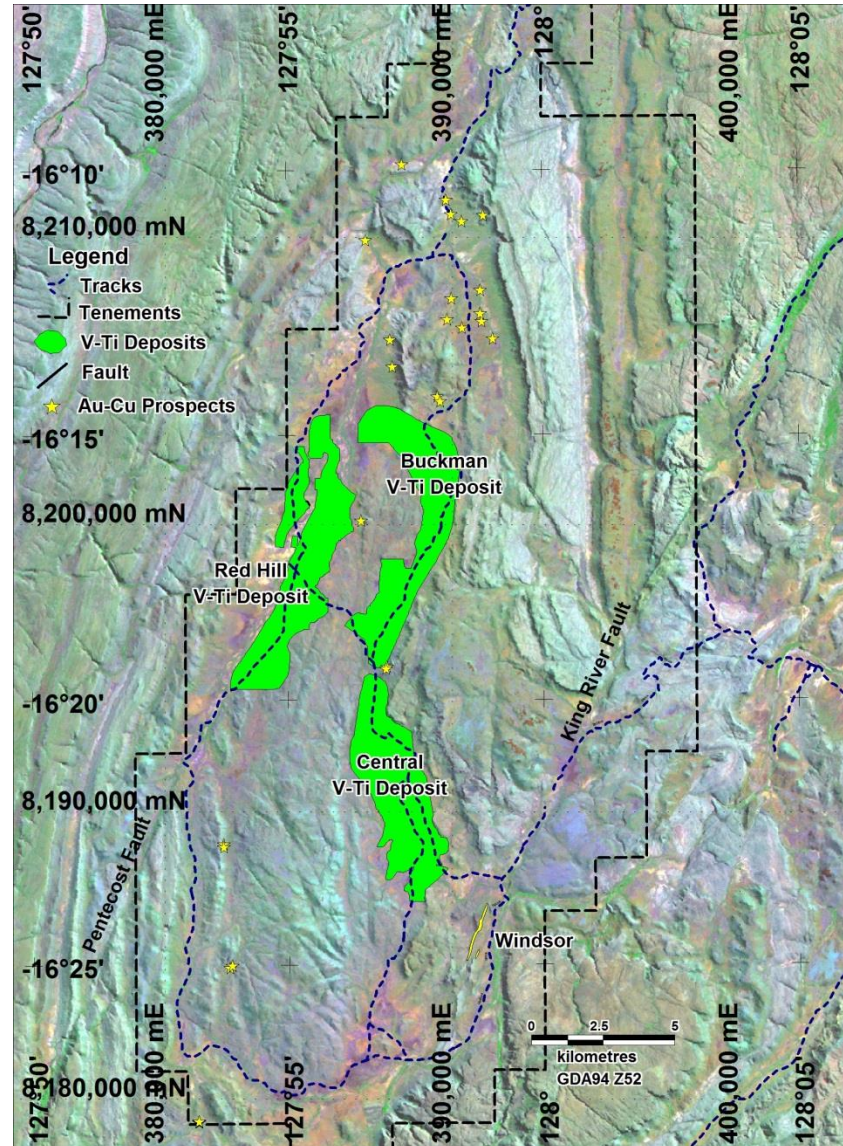 127°50'
380,000 mE
127°55'
390,000 mE
128°
400,000 mE
128°05'
-16°10'
8,210,000 mN
Legend
Tracks
Tenements
V-Ti Deposits
Fault
Au-Cu Prospects
-16°15'
Buckman
V-Ti Deposit
8,200,000 mN
Red Hill
V-Ti Deposit
King River Fault
-16°20'
Central
V-Ti Deposit
8,190,000 mN
Pentecost Fault
Windsor
-16°25'
0 2.5 5
kilometres
GDA94 Z52
8,180,000 mN
127°50'
380,000 mE
127°55'
390,000 mE
128°
400,000 mE
128°05'